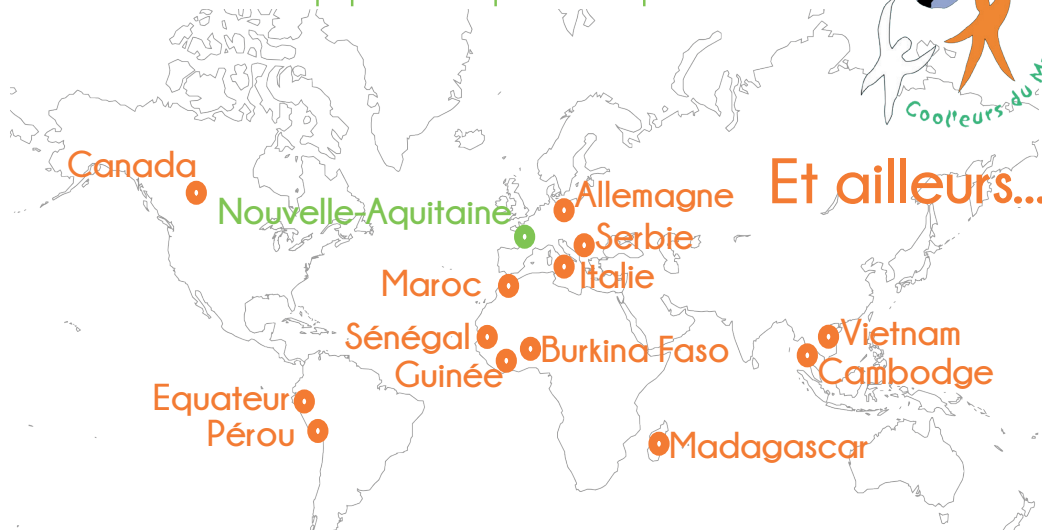 Cool'eurs du
Canada
Et ailleurs...
Allemagne
Nouvelle-Aquitaine
Serbie
Italie
Maroc
Sénégal
Burkina Faso
Vietnam
Guinée
Cambodge
Equateur
Pérou
Madagascar